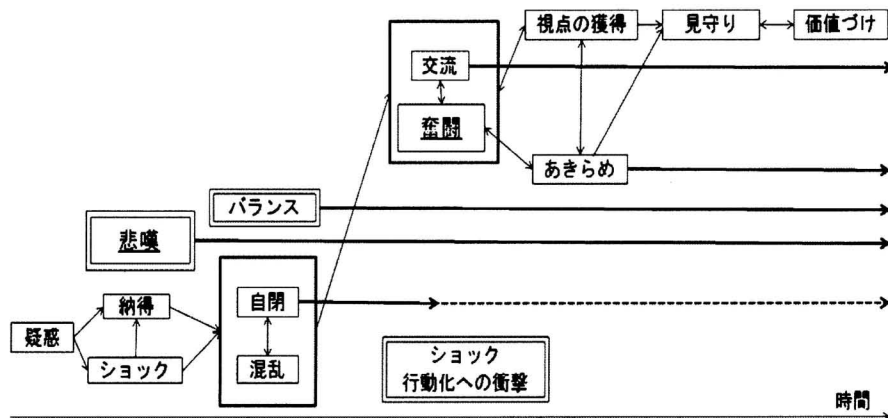 視点の獲得
見守り
価値づけ
交流
奮闘
あきらめ
バランス
悲嘆
自閉
納得
疑惑
ショック
混乱
ショック
行動化への衝撃
時間